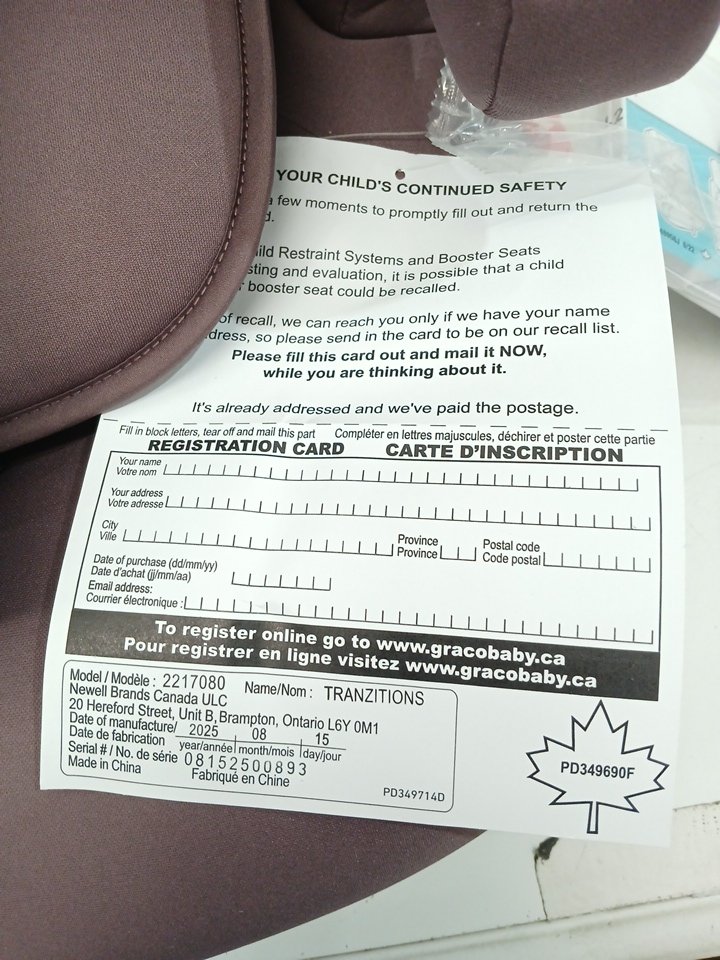 YOUR CHILD'S CONTINUED SAFETY
a few moments to promptly fill out and return the
Restraint Systems and Booster Seats
and evaluation, it is possible that a child
booster seat could be recalled.
of recall, we can reach you only if we have your name
so please send in the card to be on our recall list.
Please fill this card out and mail it NOW,
while you are thinking about it.
It's already addressed and we've paid the postage.
Fill in block letters, tear off and mail this part Compléter en lettres majuscules, déchirer et poster cette partie
REGISTRATION CARD CARTE D'INSCRIPTION
Your name
Votre nom
Your address
Votre adresse
City
Ville
Province
Province
Postal code
Code postal
Date of purchase (dd/mm/yy)
Date d'achat (jj/mm/aa)
Email address:
Courrier électronique :
To register online go to www.gracobaby.ca
Pour registrer en ligne visitez www.gracobaby.ca
Model / Modèle : 2217080 Name/Nom : TRANZITIONS
Newell Brands Canada ULC
20 Hereford Street, Unit B, Brampton, Ontario L6Y 0M1
Date of manufacture/ 2025 08 15
Date de fabrication year/année month/mois day/jour
Serial # / No. de série 08152500893
Made in China Fabriqué en Chine
PD349714D
PD349690F